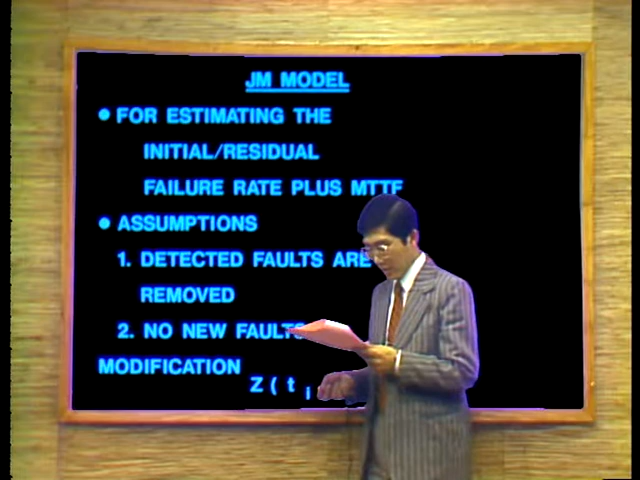 JM MODEL
• FOR ESTIMATING THE
INITIAL/RESIDUAL
FAILURE RATE PLUS MTTF
• ASSUMPTIONS
1. DETECTED FAULTS ARE
REMOVED
2. NO NEW FAULTS
MODIFICATION
Z ( t i